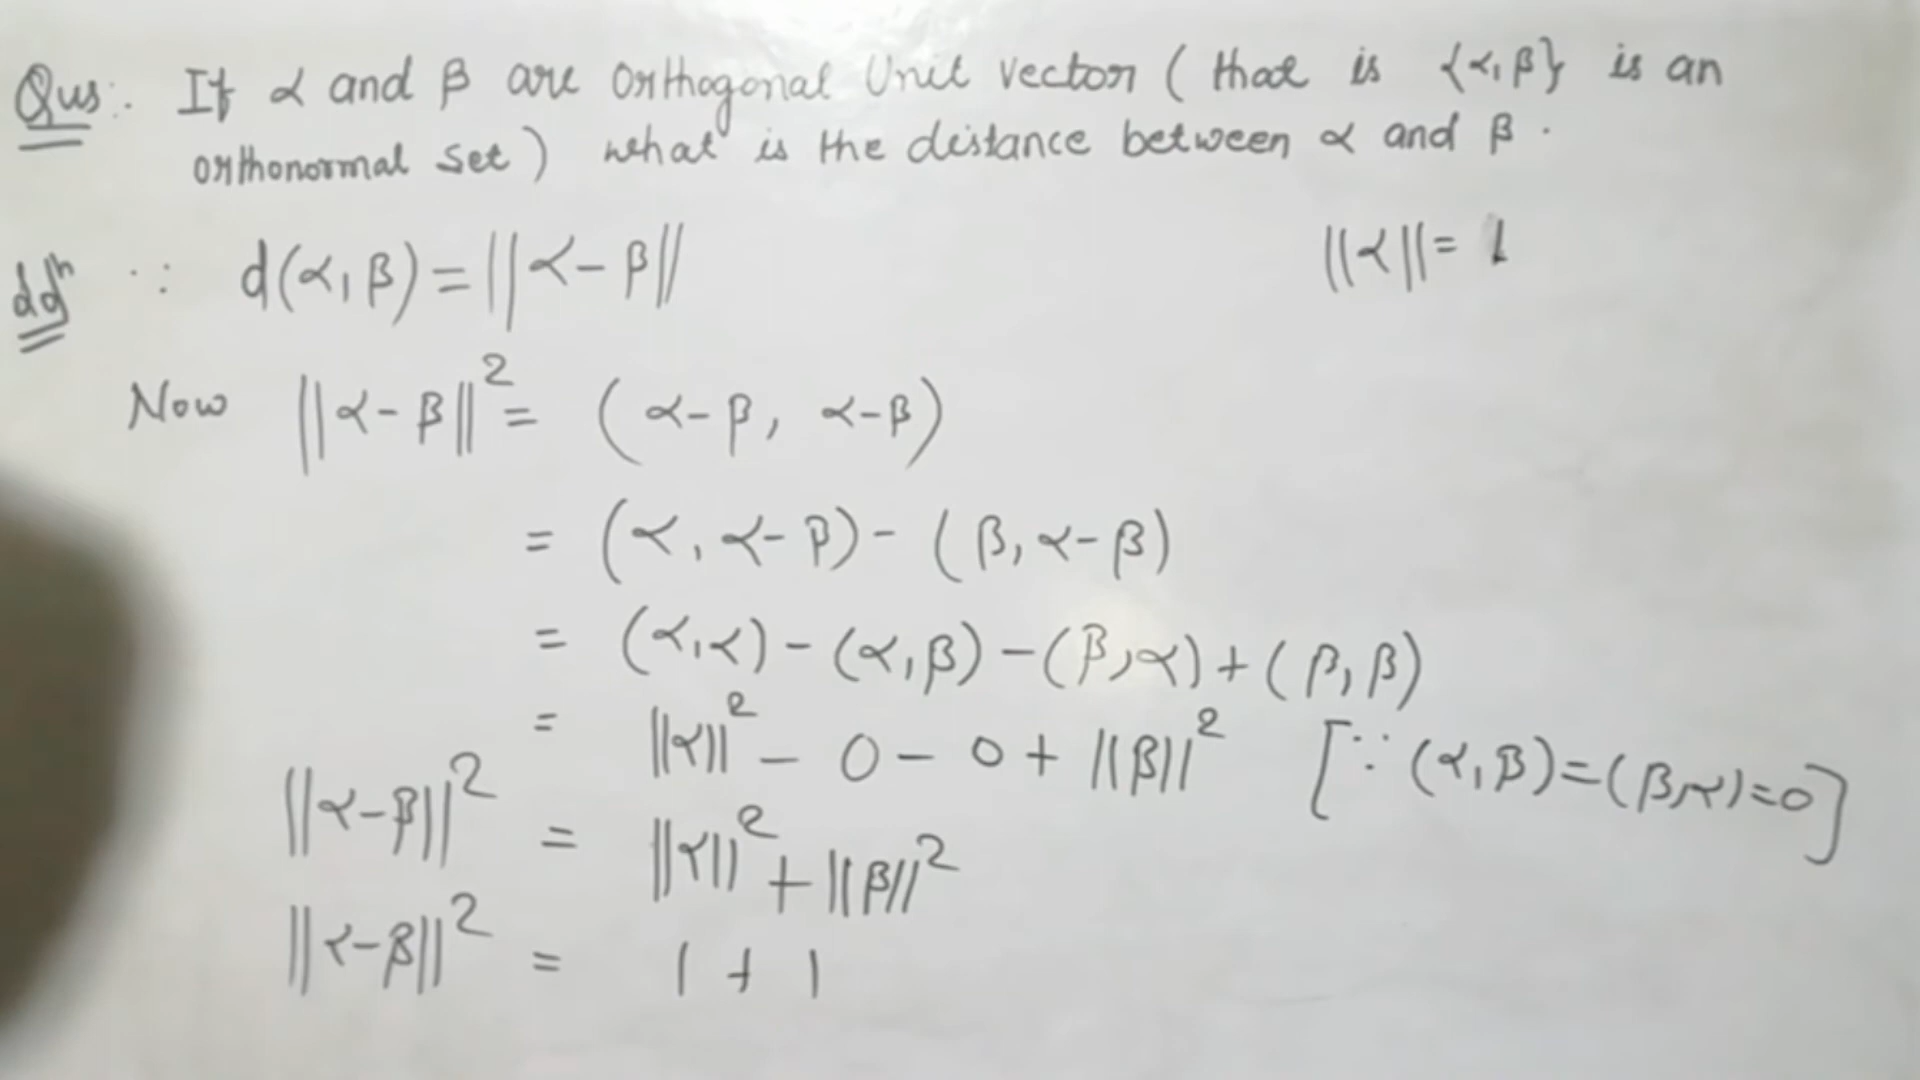 Qus:. If α and β are orthogonal Unit vector ( that is {α, β} is an
orthonormal set ) what is the distance between α and β .
Solⁿ ∵ d(α, β) = ||α - β|| ||α|| = 1
Now ||α - β||² = (α - β, α - β)
= (α, α - β) - (β, α - β)
= (α, α) - (α, β) - (β, α) + (β, β)
= ||α||² - 0 - 0 + ||β||² [∵ (α, β) = (β, α) = 0]
||α - β||² = ||α||² + ||β||²
||α - β||² = 1 + 1